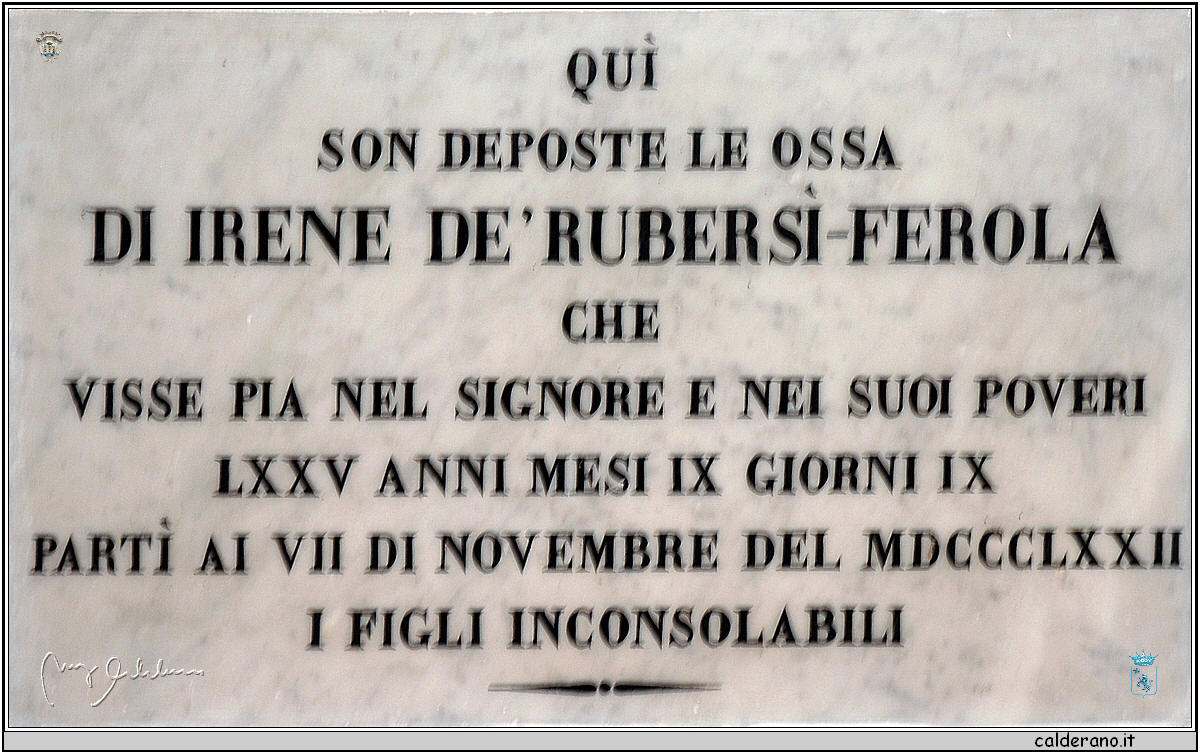 QUÌ
SON DEPOSTE LE OSSA
DI IRENE DE' RUBERSÌ-FEROLA
CHE
VISSE PIA NEL SIGNORE E NEI SUOI POVERI
LXXV ANNI MESI IX GIORNI IX
PARTÌ AI VII DI NOVEMBRE DEL MDCCCLXXII
I FIGLI INCONSOLABILI
calderano.it